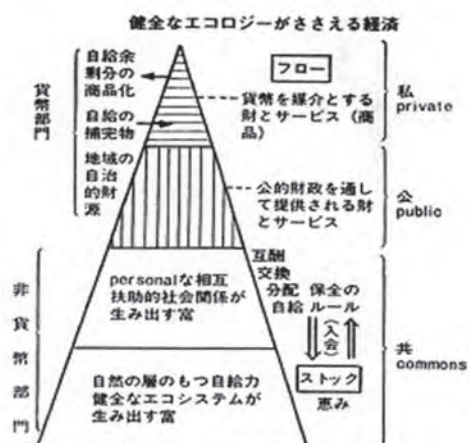 健全なエコロジーがささえる経済
自給余
剰分の
商品化
自給の
補完物
地域の
自治
的財
源
貨幣部門
フロー
貨幣を媒介とする
財とサービス（商
品）
私
private
公的財政を通し
て提供される財
とサービス
公
public
互酬
交換
分配
自給
保全の
ルール
（入会）
ストック
恵み
共
commons
personalな相互
扶助的社会関係が
生み出す富
自然の層のもつ自給力
健全なエコシステムが
生み出す富
非貨幣部門